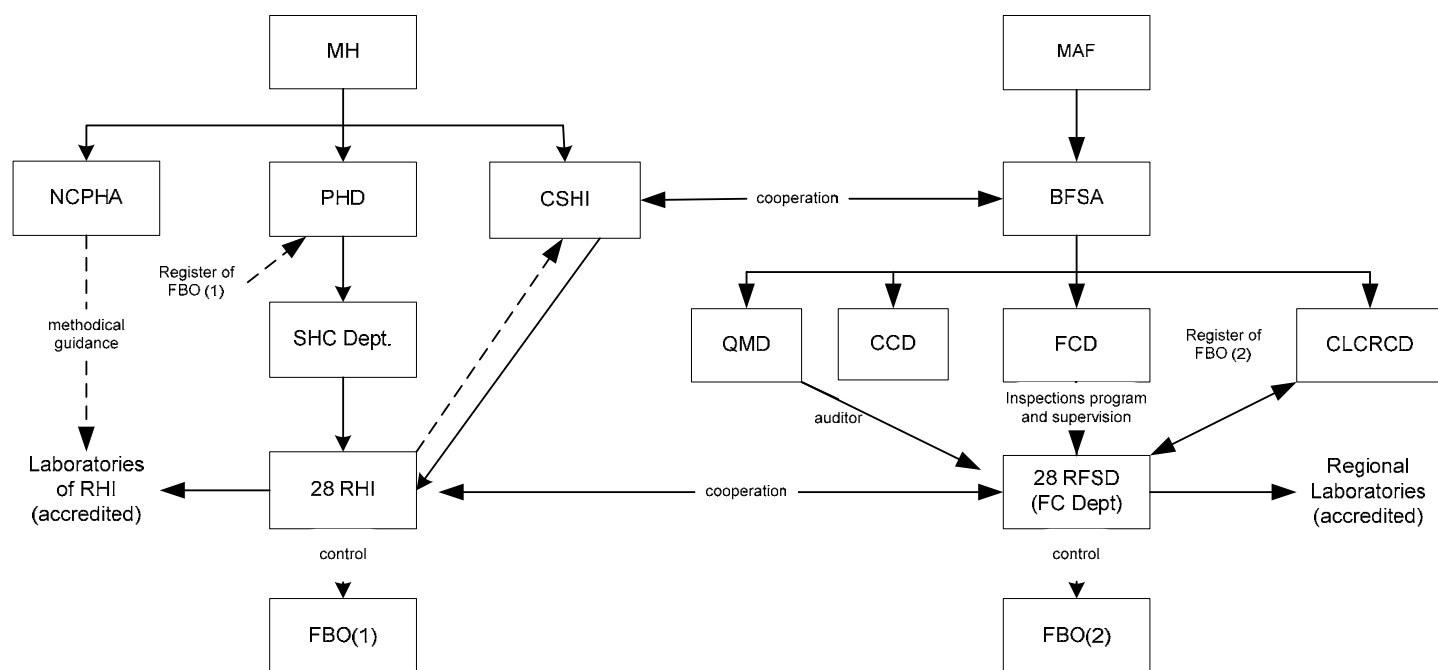 MH
MAF
NCPHA
PHD
CSHI
cooperation
BFSA
Register of
FBO (1)
methodical
guidance
SHC Dept.
QMD
CCD
FCD
Register of
FBO (2)
CLCRCD
auditor
Inspections program
and supervision
Laboratories
of RHI
(accredited)
28 RHI
cooperation
28 RFSD
(FC Dept)
Regional
Laboratories
(accredited)
control
control
FBO(1)
FBO(2)